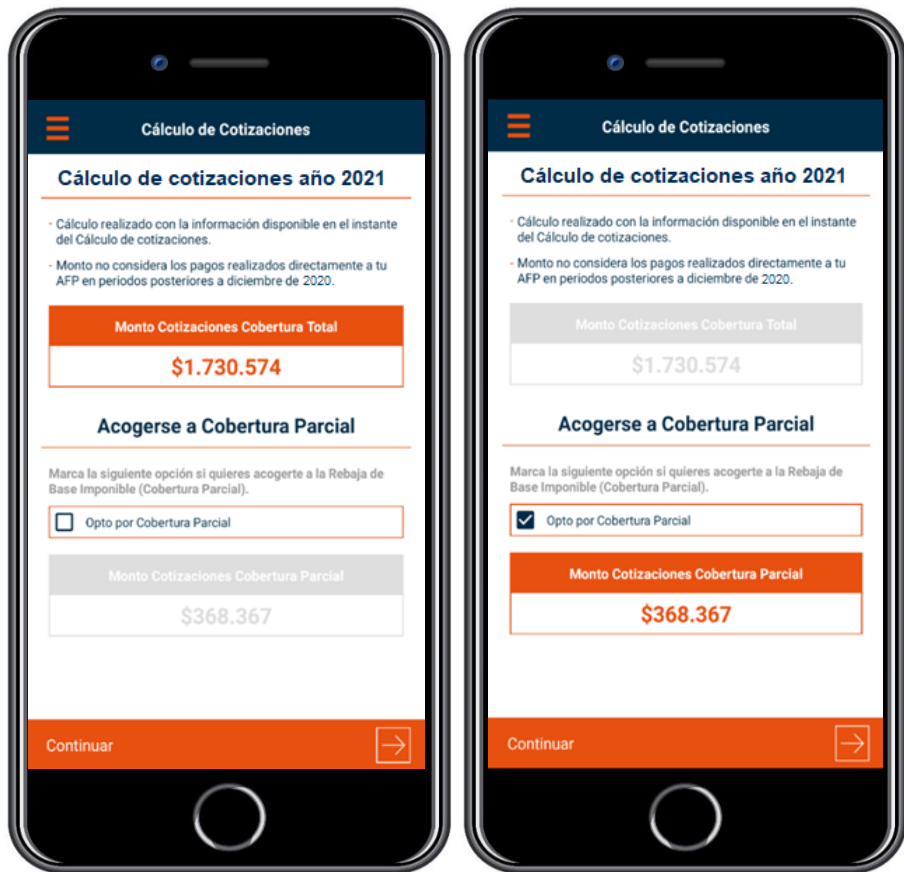 Cálculo de Cotizaciones
Cálculo de cotizaciones año 2021
- Cálculo realizado con la información disponible en el instante
del Cálculo de cotizaciones.
- Monto no considera los pagos realizados directamente a tu
AFP en periodos posteriores a diciembre de 2020.
Monto Cotizaciones Cobertura Total
$1.730.574
Acogerse a Cobertura Parcial
Marca la siguiente opción si quieres acogerte a la Rebaja de
Base Imponible (Cobertura Parcial).
Opto por Cobertura Parcial
Monto Cotizaciones Cobertura Parcial
$368.367
Continuar
Cálculo de Cotizaciones
Cálculo de cotizaciones año 2021
- Cálculo realizado con la información disponible en el instante
del Cálculo de cotizaciones.
- Monto no considera los pagos realizados directamente a tu
AFP en periodos posteriores a diciembre de 2020.
Monto Cotizaciones Cobertura Total
$1.730.574
Acogerse a Cobertura Parcial
Marca la siguiente opción si quieres acogerte a la Rebaja de
Base Imponible (Cobertura Parcial).
Opto por Cobertura Parcial
Monto Cotizaciones Cobertura Parcial
$368.367
Continuar